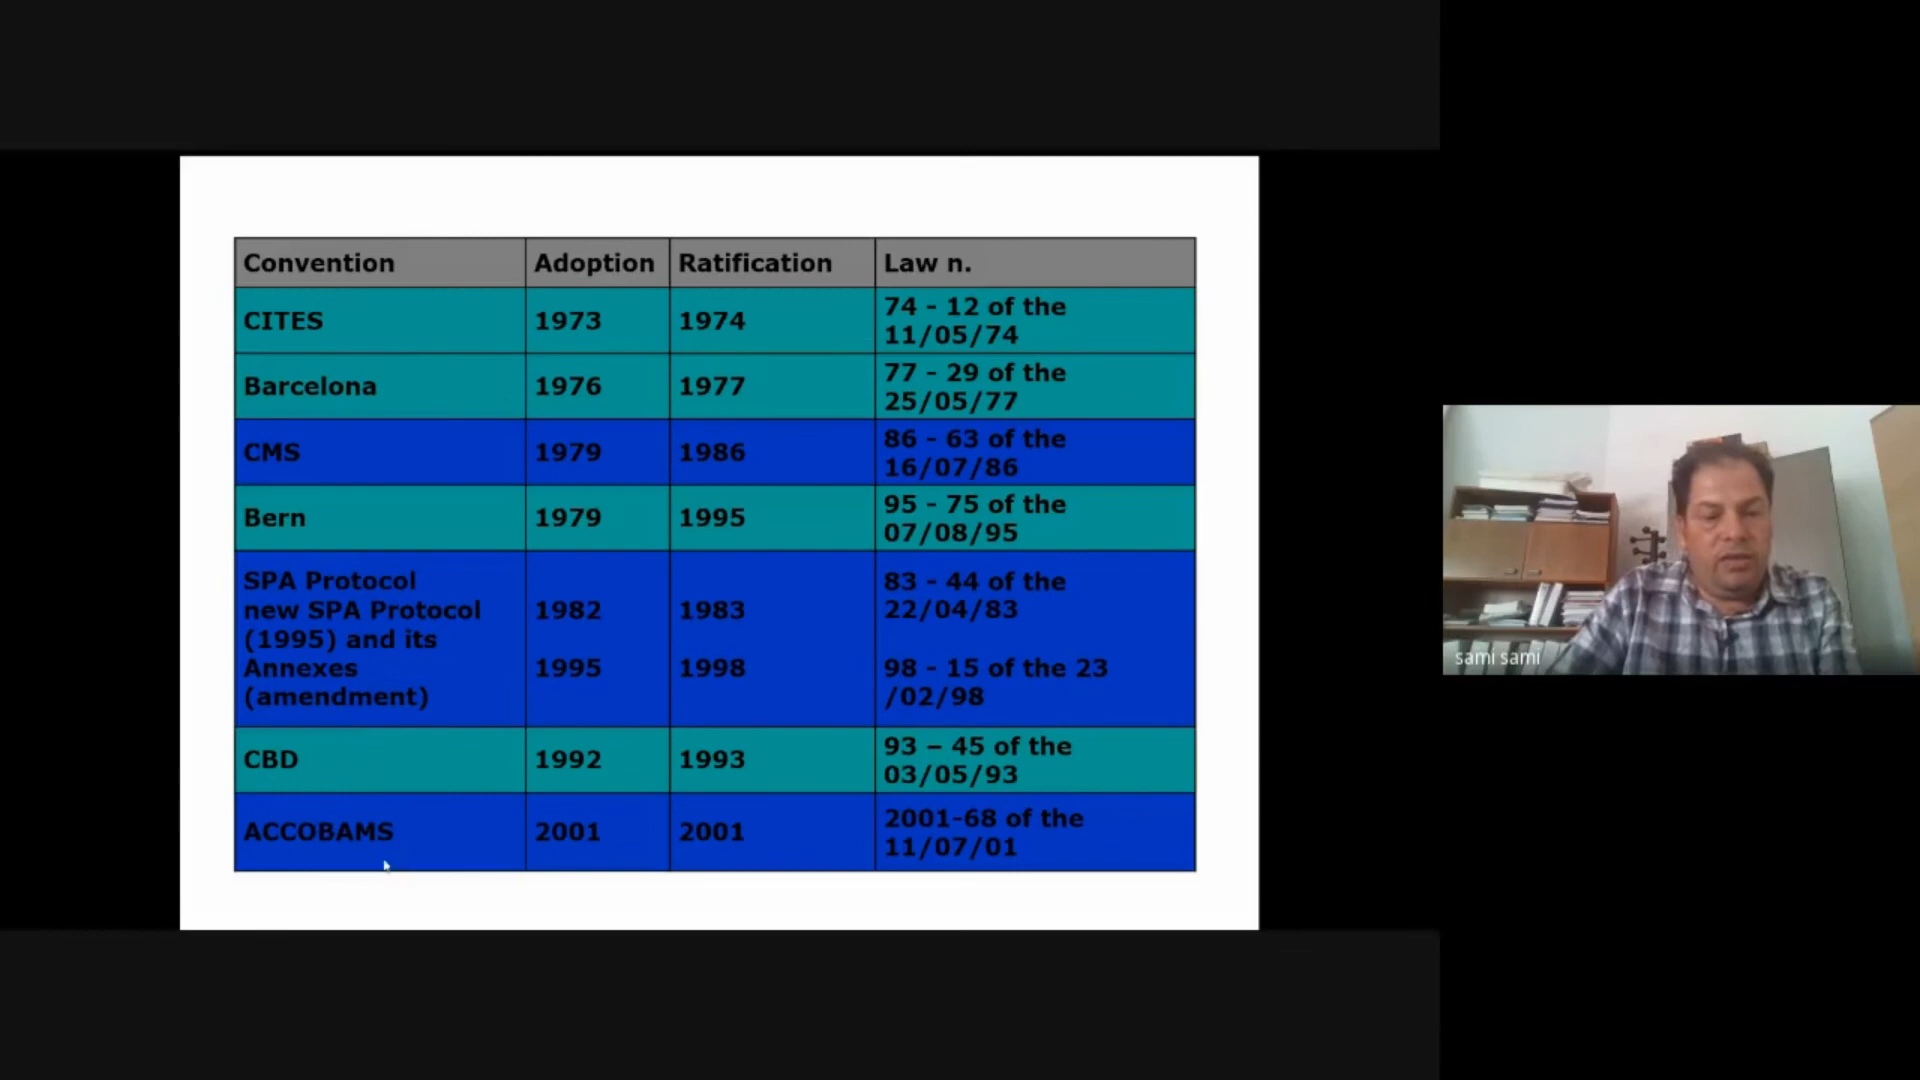 Convention Adoption Ratification Law n.
CITES 1973 1974 74 - 12 of the
11/05/74
Barcelona 1976 1977 77 - 29 of the
25/05/77
CMS 1979 1986 86 - 63 of the
16/07/86
Bern 1979 1995 95 - 75 of the
07/08/95
SPA Protocol
new SPA Protocol
(1995) and its
Annexes
(amendment)
1982
1995
1983
1998
83 - 44 of the
22/04/83
98 - 15 of the 23
/02/98
CBD 1992 1993 93 – 45 of the
03/05/93
ACCOBAMS 2001 2001 2001-68 of the
11/07/01
sami sami